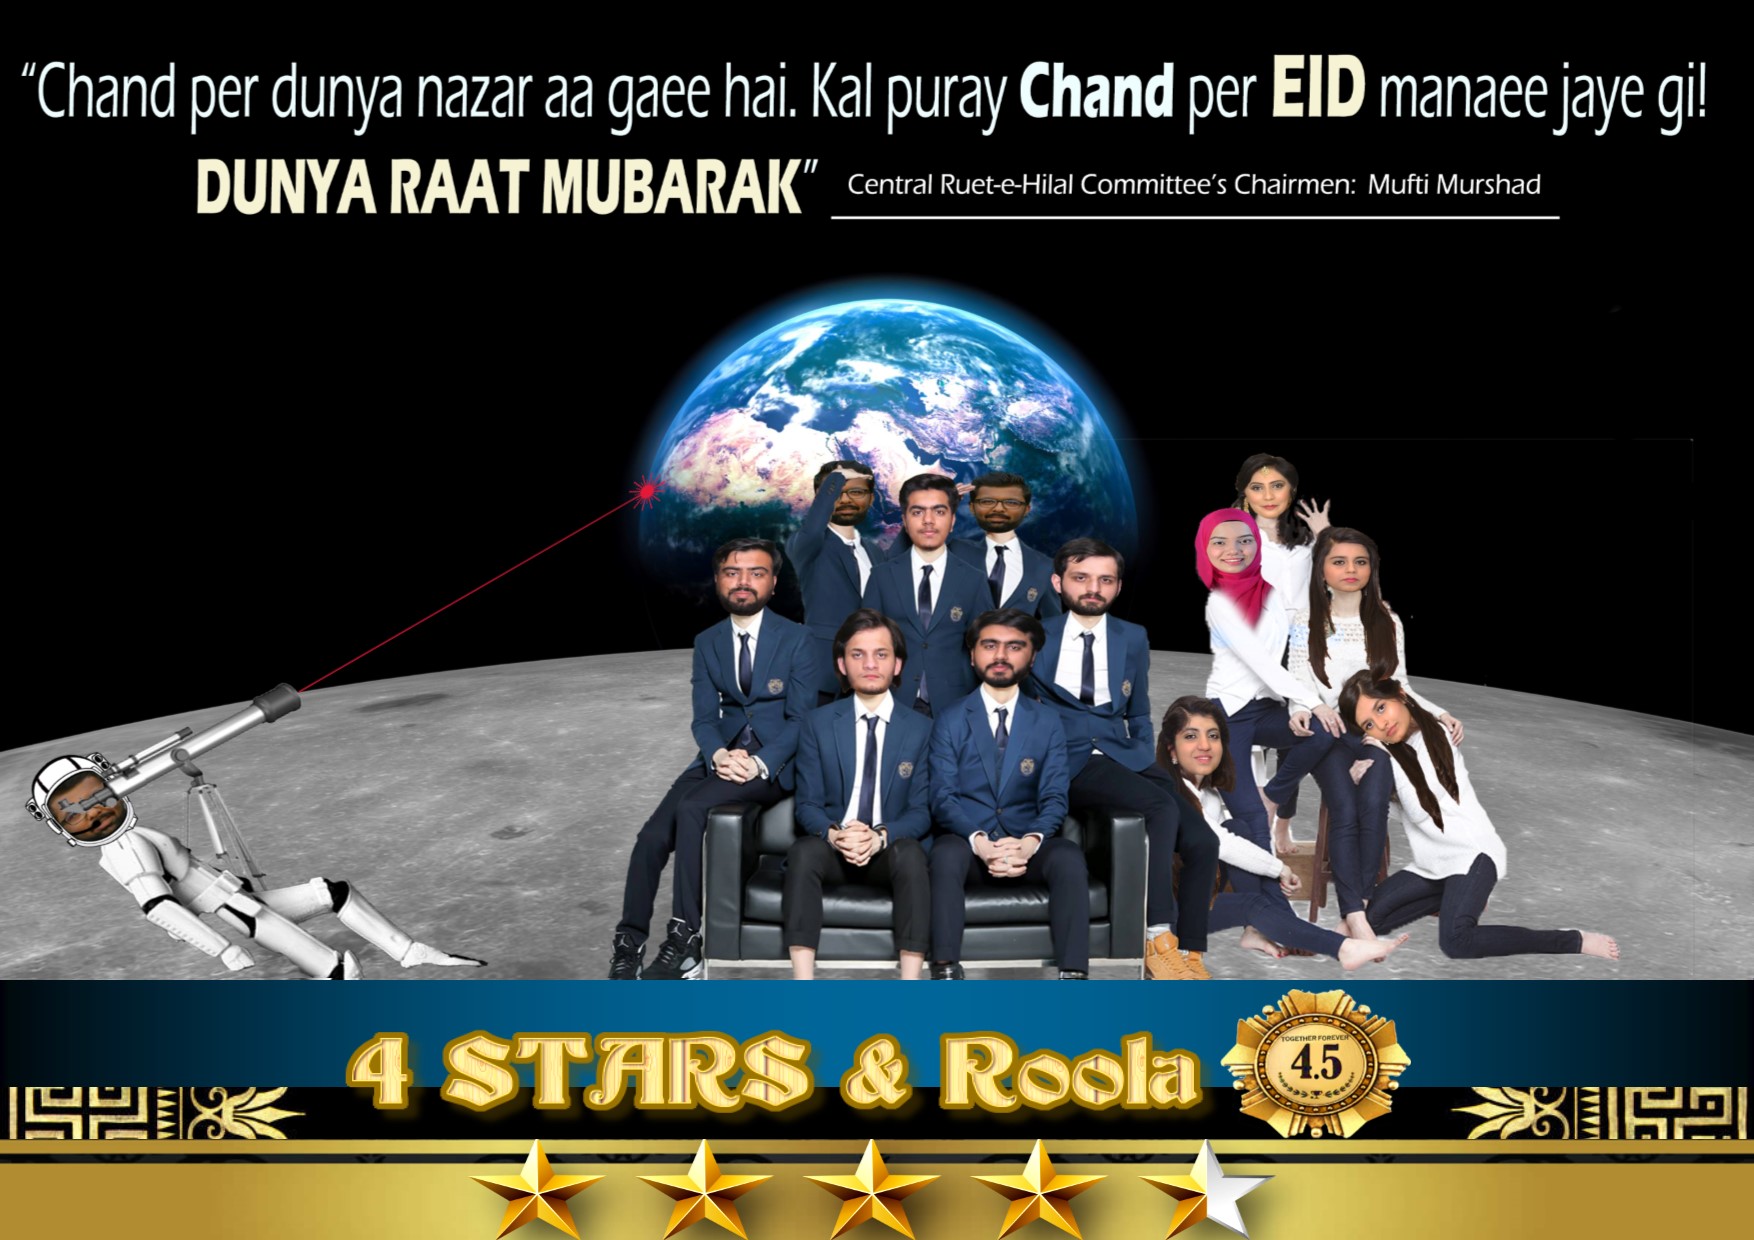 “Chand per dunya nazar aa gaee hai. Kal puray Chand per EID manaee jaye gi!
DUNYA RAAT MUBARAK” Central Ruet-e-Hilal Committee's Chairmen: Mufti Murshad
4 STARS & Roola
TOGETHER FOREVER
4.5